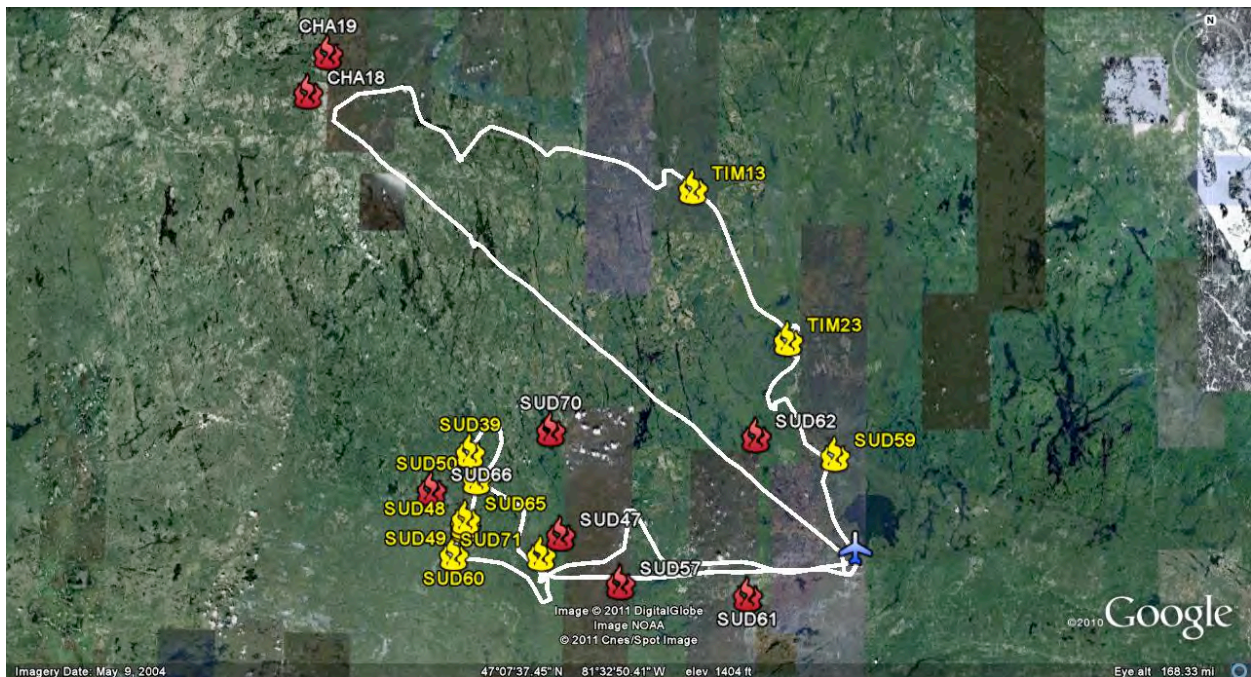 N
CHA19
CHA18
TIM13
TIM23
SUD70
SUD39
SUD62
SUD59
SUD50
SUD66
SUD48
SUD65
SUD47
SUD49
SUD71
SUD57
SUD60
SUD61
Image © 2011 DigitalGlobe
Image NOAA
© 2011 Cnes/Spot Image
©2010 Google
Imagery Date: May 9, 2004
47°07'37.45" N 81°32'50.41" W elev 1404 ft
Eye alt 168.33 mi